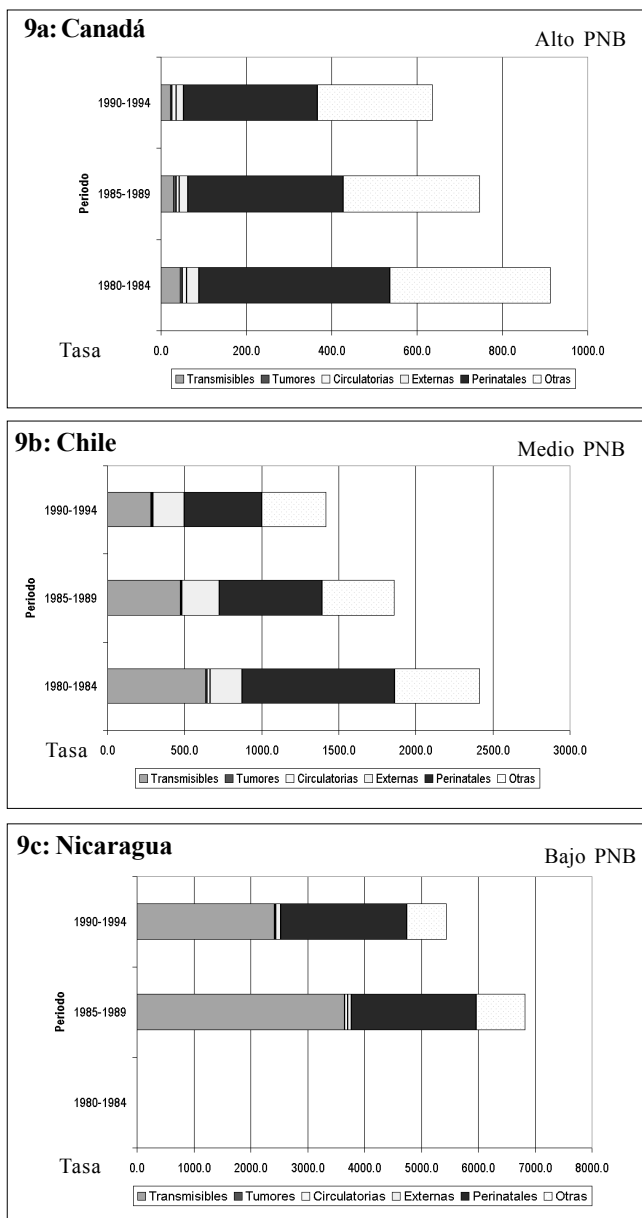 9a: Canadá
Alto PNB
1990-1994
1985-1989
1980-1984
Periodo
Tasa
0.0 200.0 400.0 600.0 800.0 1000.0
Transmisibles Tumores Circulatorias Externas Perinatales Otras
9b: Chile
Medio PNB
1990-1994
1985-1989
1980-1984
Periodo
Tasa
0.0 500.0 1000.0 1500.0 2000.0 2500.0 3000.0
Transmisibles Tumores Circulatorias Externas Perinatales Otras
9c: Nicaragua
Bajo PNB
1990-1994
1985-1989
1980-1984
Periodo
Tasa
0.0 1000.0 2000.0 3000.0 4000.0 5000.0 6000.0 7000.0 8000.0
Transmisibles Tumores Circulatorias Externas Perinatales Otras